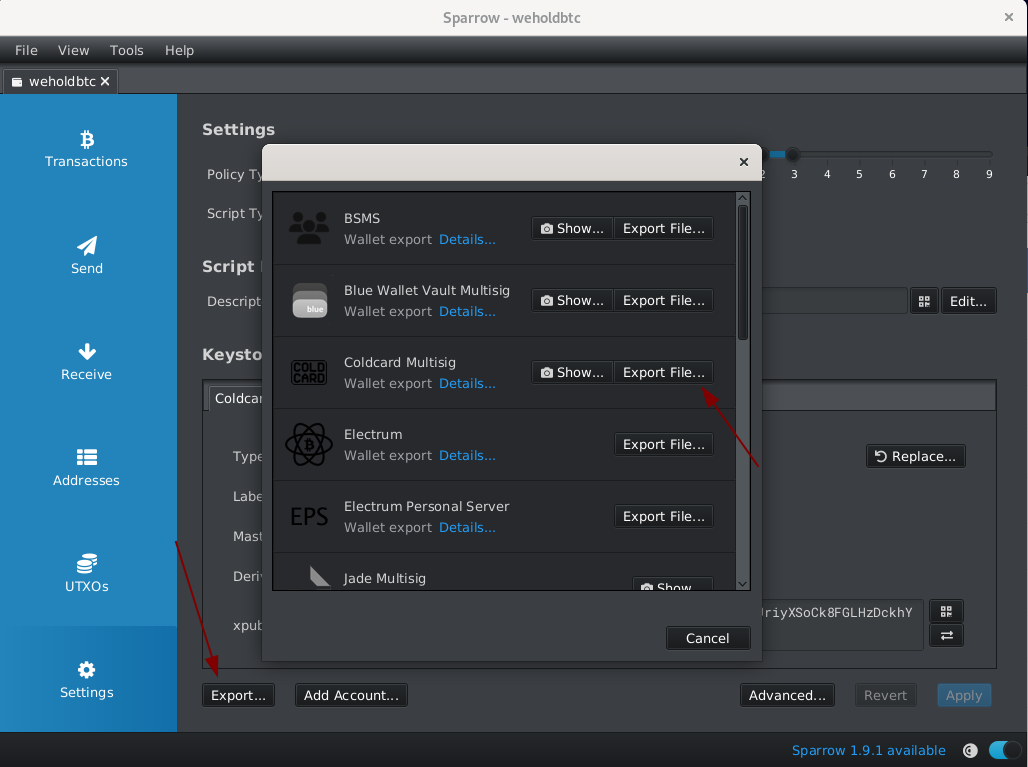 Sparrow - weholdbtc
File View Tools Help
weholdbtc
Transactions
Send
Receive
Addresses
UTXOs
Settings
Settings
Policy Ty
2 3 4 5 6 7 8 9
Script Ty
Script
Descript
Edit...
Keysto
Coldcar
Type
Replace...
Labe
Mast
Deriv
xpub
riyXSoCk8FGLHzDckhY
BSMS
Wallet export Details...
Show... Export File...
Blue Wallet Vault Multisig
Wallet export Details...
Show... Export File...
blue
COLD
CARD
Coldcard Multisig
Wallet export Details...
Show... Export File...
Electrum
Wallet export Details...
Export File...
EPS
Electrum Personal Server
Wallet export Details...
Export File...
Jade Multisig
Show...
Cancel
Export... Add Account... Advanced... Revert Apply
Sparrow 1.9.1 available